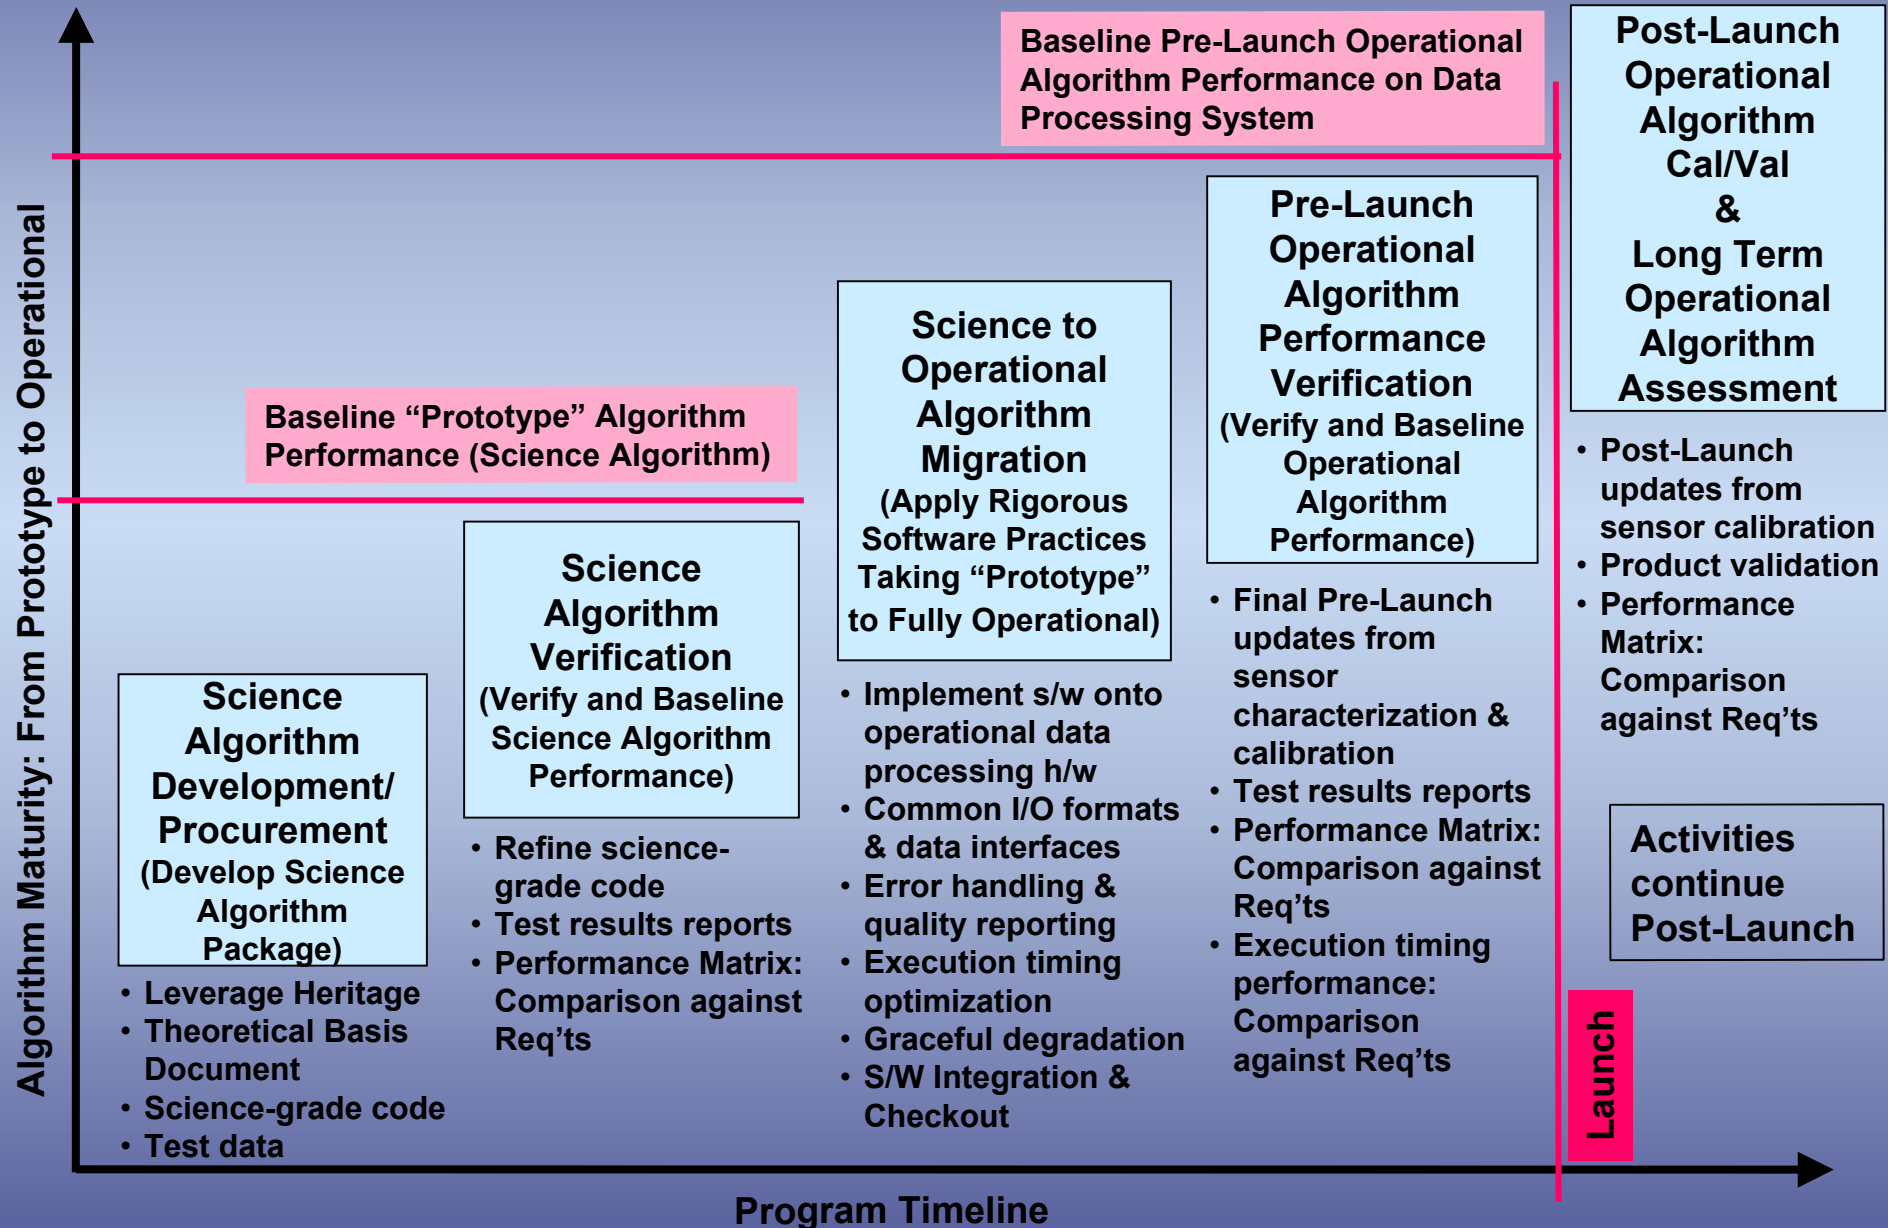 Algorithm Maturity: From Prototype to Operational
Baseline “Prototype” Algorithm
Performance (Science Algorithm)
Baseline Pre-Launch Operational
Algorithm Performance on Data
Processing System
Science
Algorithm
Development/
Procurement
(Develop Science
Algorithm
Package)
• Leverage Heritage
• Theoretical Basis
Document
• Science-grade code
• Test data
Science
Algorithm
Verification
(Verify and Baseline
Science Algorithm
Performance)
• Refine science-
grade code
• Test results reports
• Performance Matrix:
Comparison against
Req’ts
Science to
Operational
Algorithm
Migration
(Apply Rigorous
Software Practices
Taking “Prototype”
to Fully Operational)
• Implement s/w onto
operational data
processing h/w
• Common I/O formats
& data interfaces
• Error handling &
quality reporting
• Execution timing
optimization
• Graceful degradation
• S/W Integration &
Checkout
Pre-Launch
Operational
Algorithm
Performance
Verification
(Verify and Baseline
Operational
Algorithm
Performance)
• Final Pre-Launch
updates from
sensor
characterization &
calibration
• Test results reports
• Performance Matrix:
Comparison against
Req’ts
• Execution timing
performance:
Comparison
against Req’ts
Post-Launch
Operational
Algorithm
Cal/Val
&
Long Term
Operational
Algorithm
Assessment
• Post-Launch
updates from
sensor calibration
• Product validation
• Performance
Matrix:
Comparison
against Req’ts
Activities
continue
Post-Launch
Launch
Program Timeline